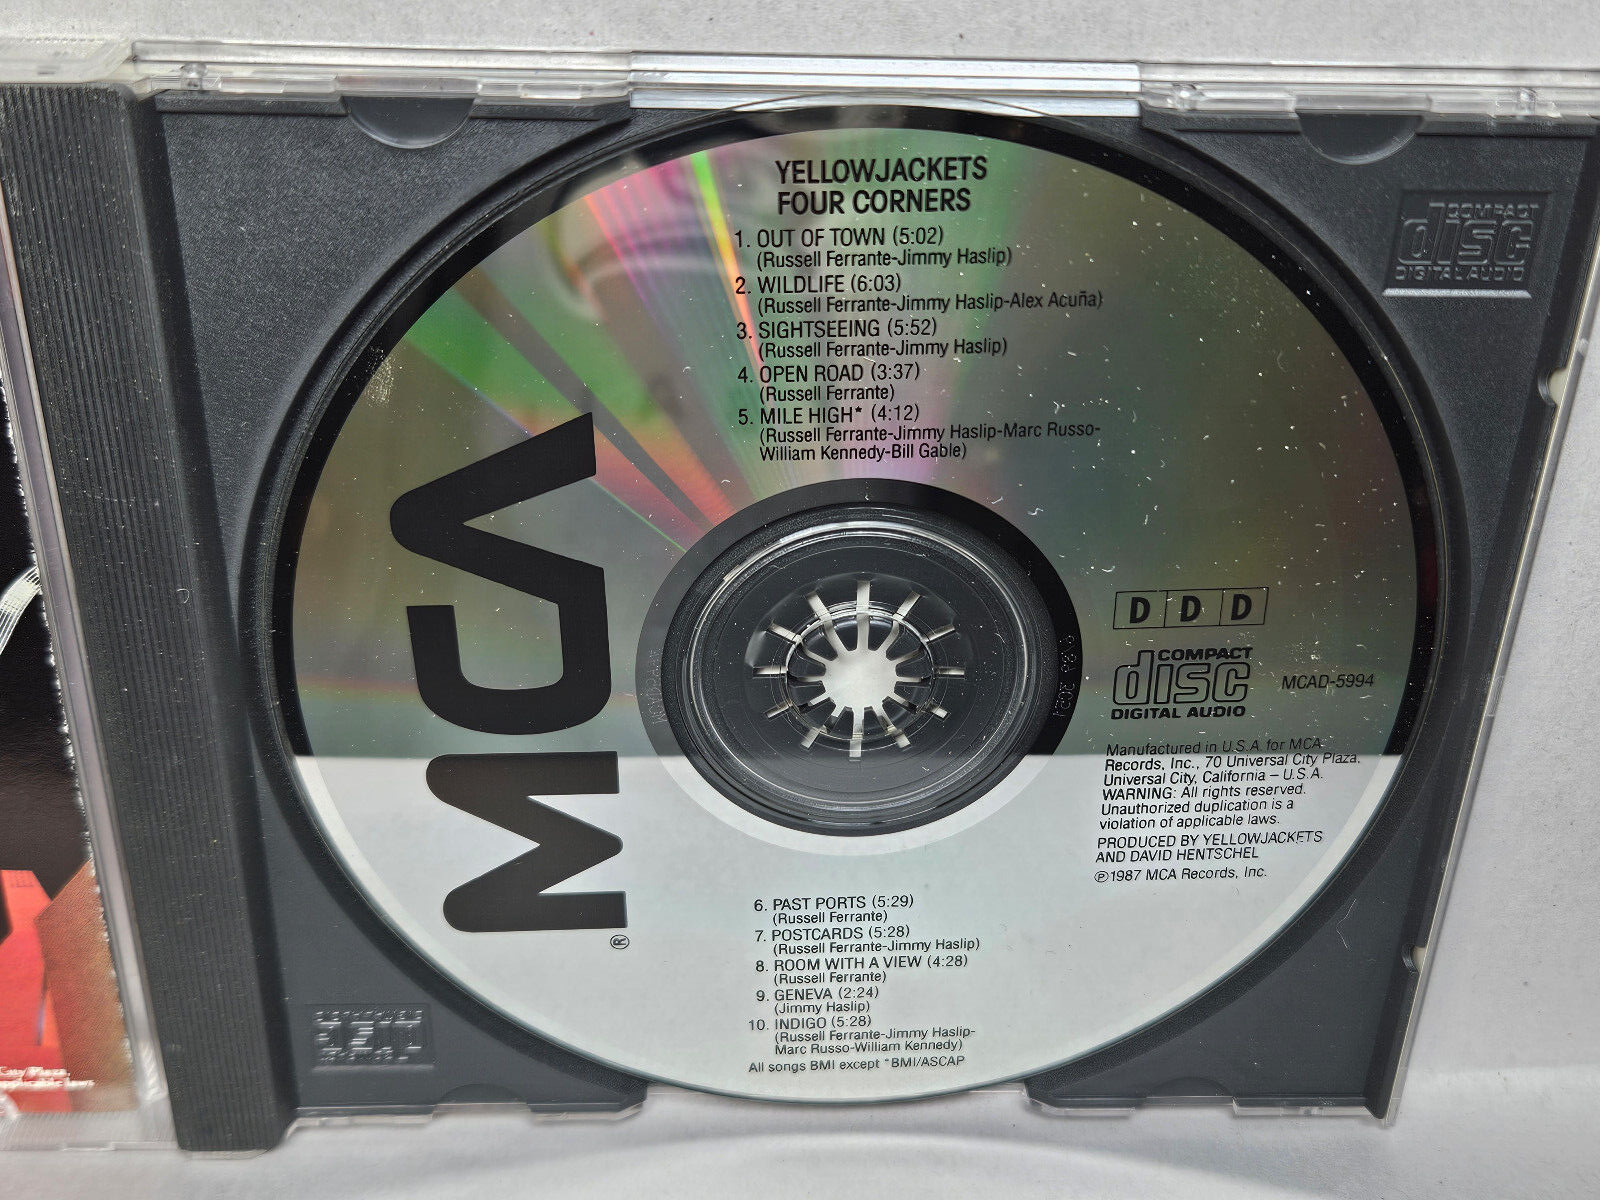 YELLOWJACKETS
FOUR CORNERS
1. OUT OF TOWN (5:02)
(Russell Ferrante-Jimmy Haslip)
2. WILDLIFE (6:03)
(Russell Ferrante-Jimmy Haslip-Alex Acuña)
3. SIGHTSEEING (5:52)
(Russell Ferrante-Jimmy Haslip)
4. OPEN ROAD (3:37)
(Russell Ferrante)
5. MILE HIGH* (4:12)
(Russell Ferrante-Jimmy Haslip-Marc Russo-
William Kennedy-Bill Gable)
MCA
®
D D D
COMPACT
disc
DIGITAL AUDIO
MCAD-5994
Manufactured in U.S.A. for MCA
Records, Inc., 70 Universal City Plaza,
Universal City, California – U.S.A.
WARNING: All rights reserved.
Unauthorized duplication is a
violation of applicable laws.
PRODUCED BY YELLOWJACKETS
AND DAVID HENTSCHEL
℗1987 MCA Records, Inc.
6. PAST PORTS (5:29)
(Russell Ferrante)
7. POSTCARDS (5:28)
(Russell Ferrante-Jimmy Haslip)
8. ROOM WITH A VIEW (4:28)
(Russell Ferrante)
9. GENEVA (2:24)
(Jimmy Haslip)
10. INDIGO (5:28)
(Russell Ferrante-Jimmy Haslip-
Marc Russo-William Kennedy)
All songs BMI except *BMI/ASCAP
COMPACT
disc
DIGITAL AUDIO
City Plaza,
applicable laws